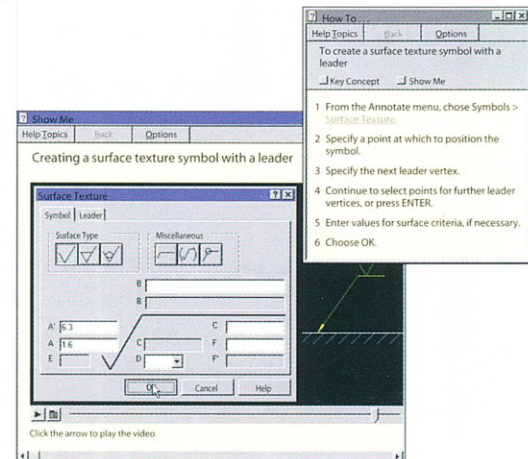 How To ...
Help Topics Back Options
To create a surface texture symbol with a
leader
Key Concept Show Me
1 From the Annotate menu, chose Symbols >
Surface Texture.
2 Specify a point at which to position the
symbol.
3 Specify the next leader vertex.
4 Continue to select points for further leader
vertices, or press ENTER.
5 Enter values for surface criteria, if necessary.
6 Choose OK.
Show Me
Help Topics Back Options
Creating a surface texture symbol with a leader
Surface Texture
Symbol Leader
Surface Type Miscellaneous
B'
B
A' 6.3 C
A 1.6 C F
E D F'
OK Cancel Help
Click the arrow to play the video